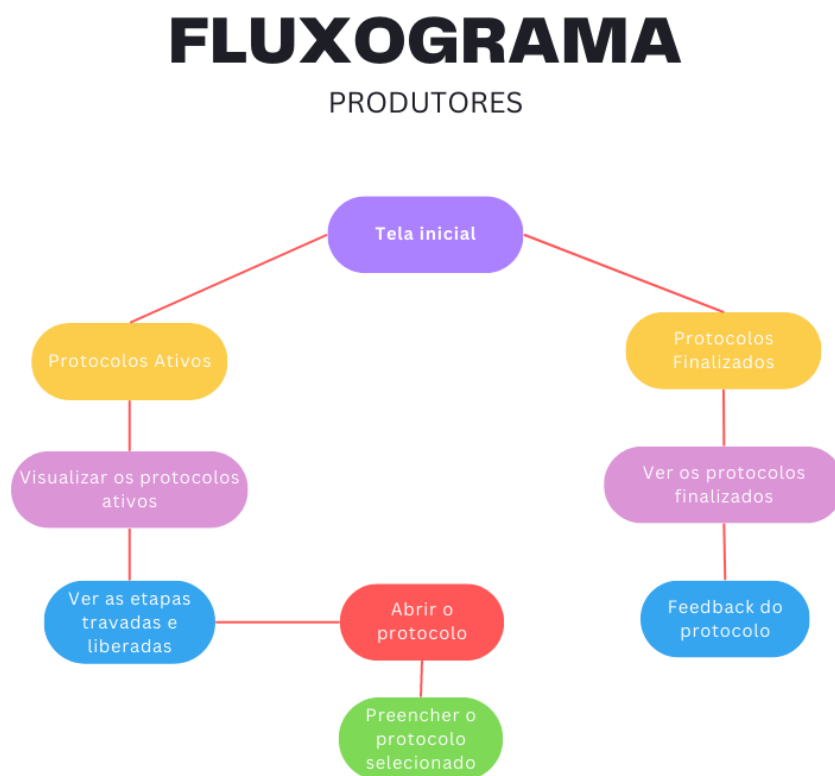 FLUXOGRAMA
PRODUTORES
Tela inicial
Protocolos Ativos
Protocolos
Finalizados
Visualizar os protocolos
ativos
Ver os protocolos
finalizados
Ver as etapas
travadas e
liberadas
Abrir o
protocolo
Feedback do
protocolo
Preencher o
protocolo
selecionado